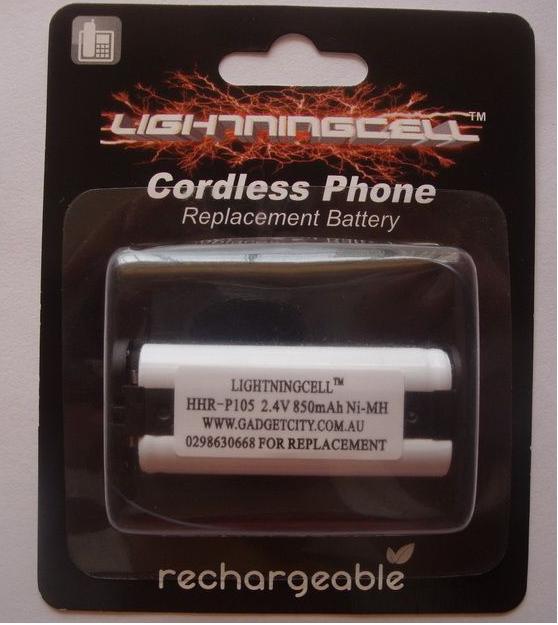 LIGHTNINGCELL™
Cordless Phone
Replacement Battery
LIGHTNINGCELL™
HHR-P105 2.4V 850mAh Ni-MH
WWW.GADGETCITY.COM.AU
0298630668 FOR REPLACEMENT
rechargeable